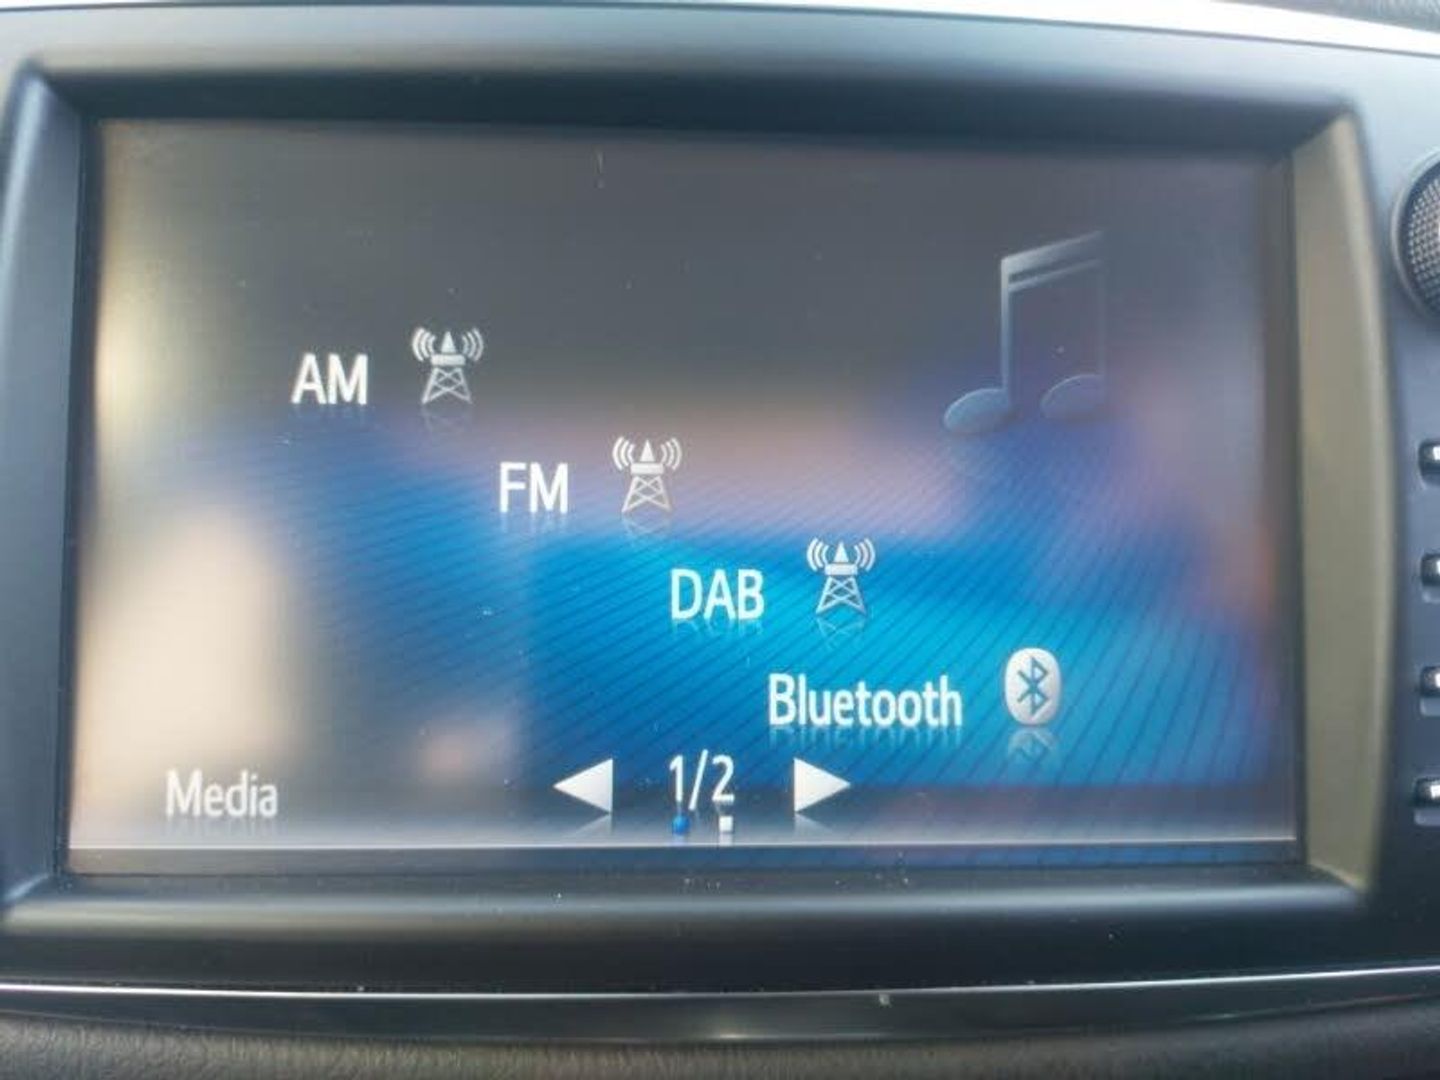 AM
FM
DAB
Bluetooth
Media
1/2